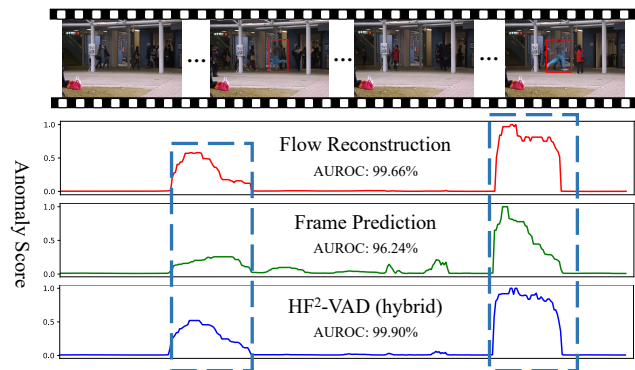 Anomaly Score
Flow Reconstruction
AUROC: 99.66%
1.0
0.5
0.0
Frame Prediction
AUROC: 96.24%
1.0
0.5
0.0
HF²-VAD (hybrid)
AUROC: 99.90%
1.0
0.5
0.0